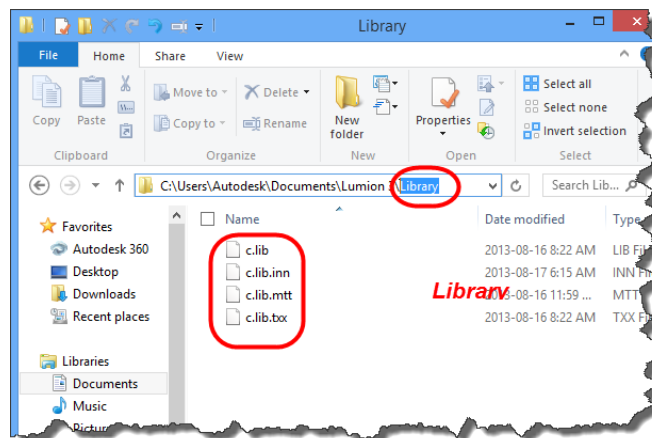 Library
File Home Share View
Copy Paste
Move to
Copy to
Delete
Rename
New folder
Properties
Select all
Select none
Invert selection
Clipboard Organize New Open Select
C:\Users\Autodesk\Documents\Lumion \Library
Search Lib...
Favorites
Autodesk 360
Desktop
Downloads
Recent places
Libraries
Documents
Music
Name Date modified Type
c.lib 2013-08-16 8:22 AM LIB
c.lib.inn 2013-08-17 6:15 AM INN
c.lib.mtt 2013-08-16 11:59 ... MTT
c.lib.txx 2013-08-16 8:22 AM TXX
Library